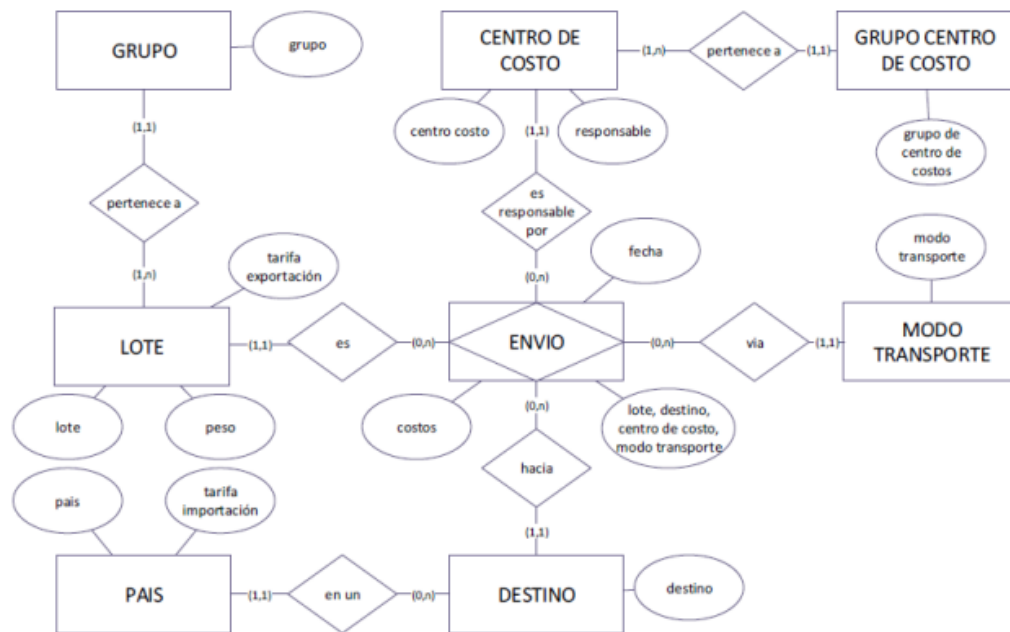 GRUPO
grupo
CENTRO DE
COSTO
(1,n)
pertenece a
(1,1)
GRUPO CENTRO
DE COSTO
centro costo
responsable
grupo de
centro de
costos
(1,1)
(1,1)
pertenece a
es
responsable
por
modo
transporte
(1,n)
tarifa
exportación
(0,n)
fecha
LOTE
(1,1)
es
(0,n)
ENVIO
(0,n)
via
(1,1)
MODO
TRANSPORTE
lote
peso
costos
(0,n)
lote, destino,
centro de costo,
modo transporte
hacia
pais
tarifa
importación
(1,1)
PAIS
(1,1)
en un
(0,n)
DESTINO
destino